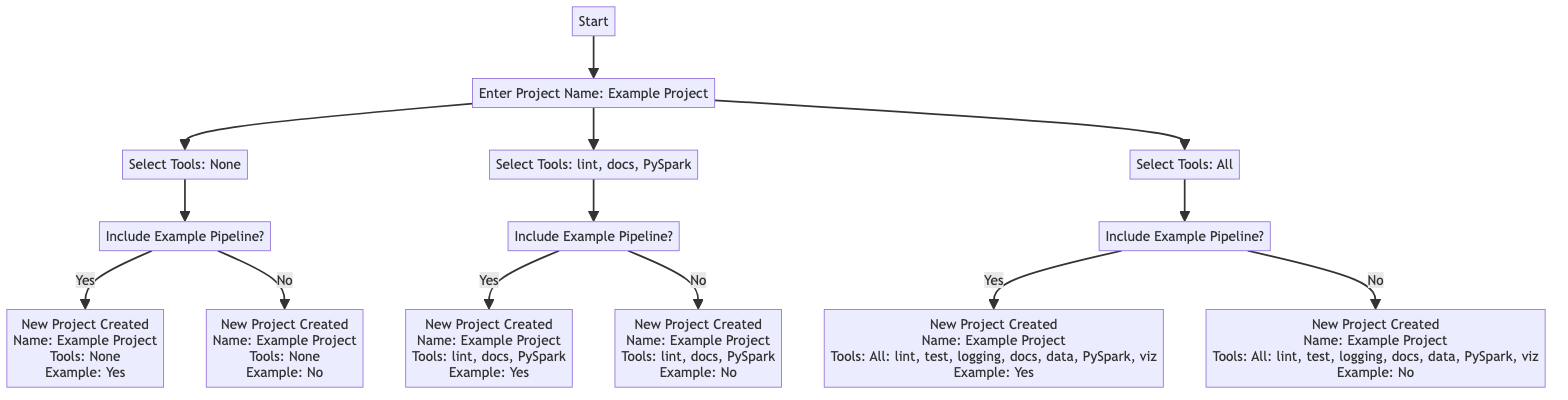 Start
Enter Project Name: Example Project
Select Tools: None
Select Tools: lint, docs, PySpark
Select Tools: All
Include Example Pipeline?
Include Example Pipeline?
Include Example Pipeline?
Yes
No
Yes
No
Yes
No
New Project Created
Name: Example Project
Tools: None
Example: Yes
New Project Created
Name: Example Project
Tools: None
Example: No
New Project Created
Name: Example Project
Tools: lint, docs, PySpark
Example: Yes
New Project Created
Name: Example Project
Tools: lint, docs, PySpark
Example: No
New Project Created
Name: Example Project
Tools: All: lint, test, logging, docs, data, PySpark, viz
Example: Yes
New Project Created
Name: Example Project
Tools: All: lint, test, logging, docs, data, PySpark, viz
Example: No